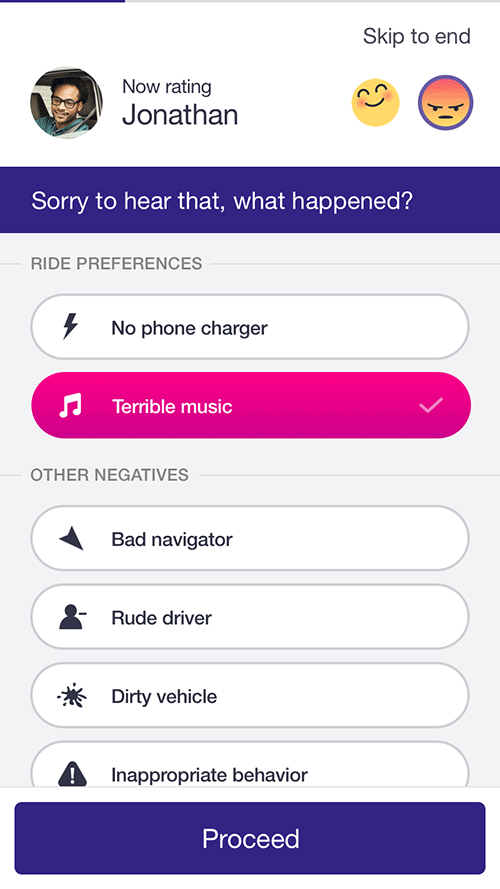 Skip to end
Now rating
Jonathan
Sorry to hear that, what happened?
RIDE PREFERENCES
No phone charger
Terrible music
OTHER NEGATIVES
Bad navigator
Rude driver
Dirty vehicle
Inappropriate behavior
Proceed